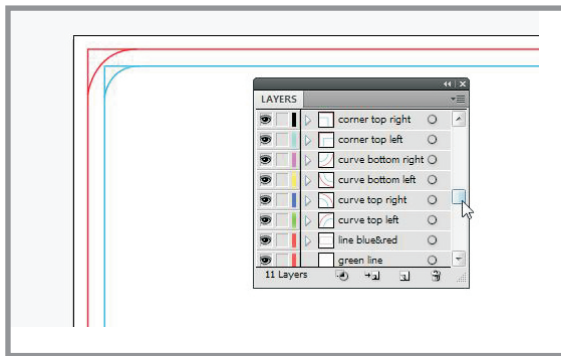 LAYERS
corner top right
corner top left
curve bottom right
curve bottom left
curve top right
curve top left
line blue&red
green line
11 Layers